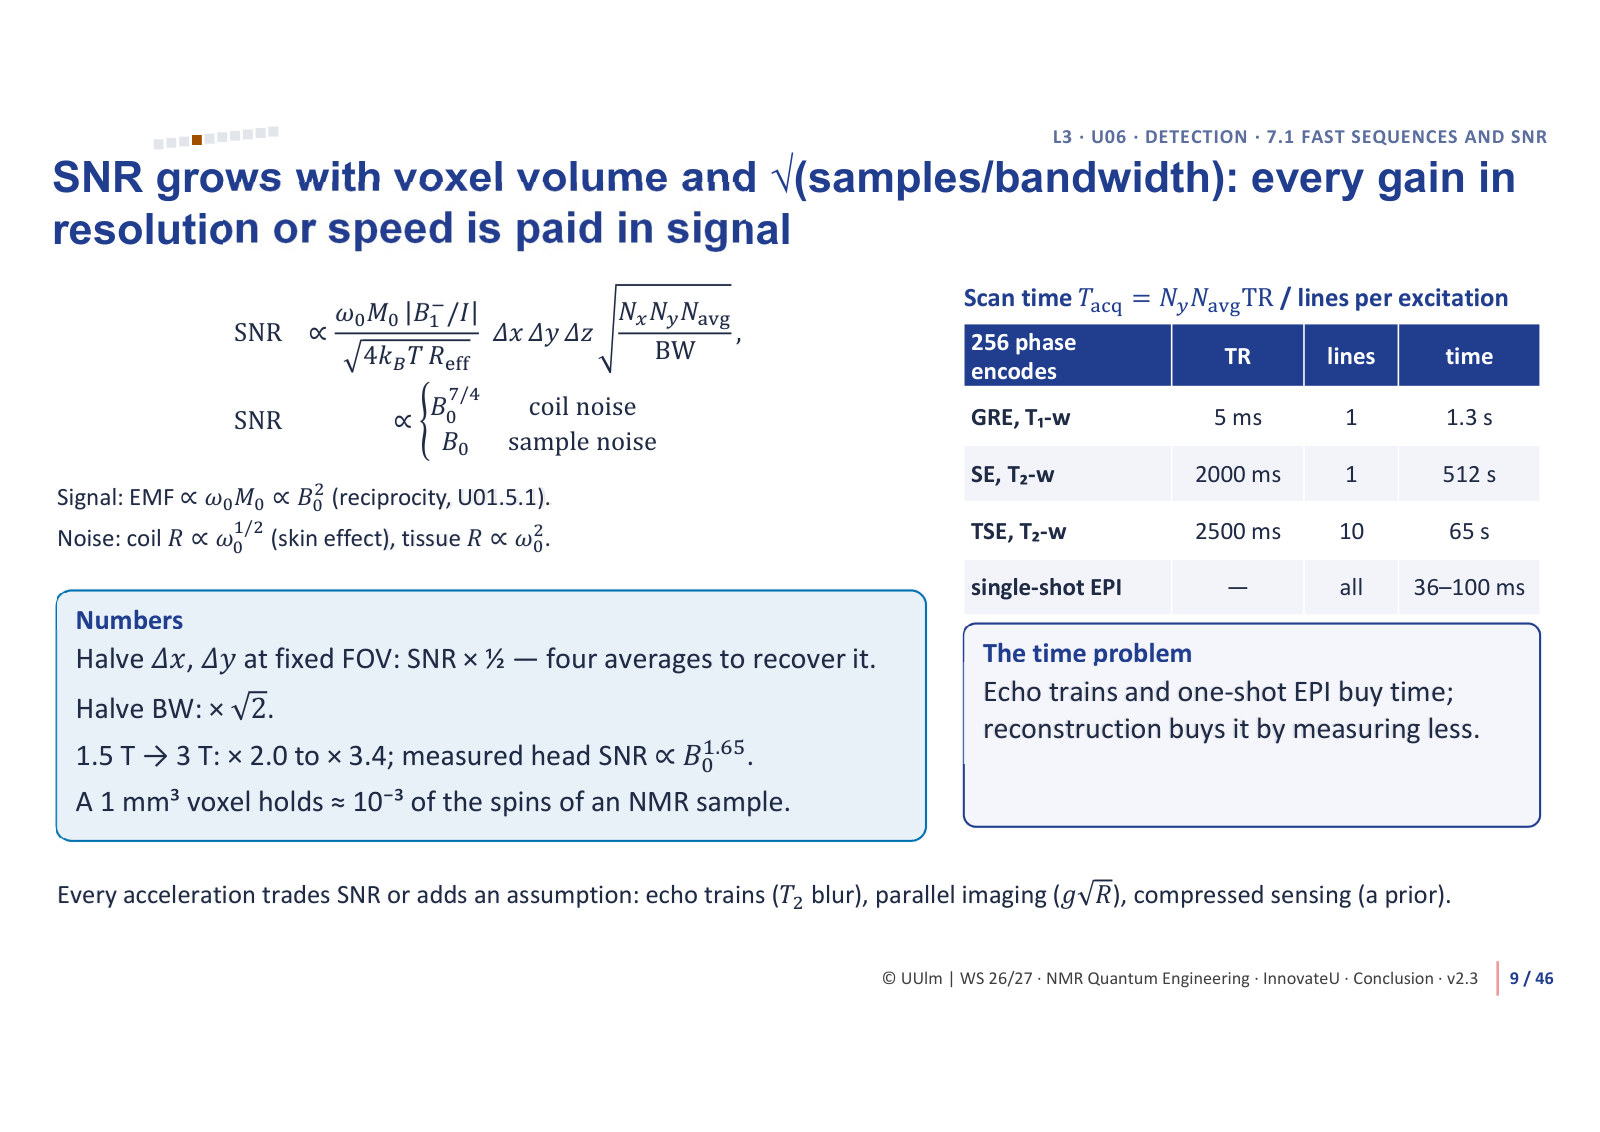 L3 · U06 · DETECTION · 7.1 FAST SEQUENCES AND SNR
SNR grows with voxel volume and √(samples/bandwidth): every gain in
resolution or speed is paid in signal
SNR ∝ ω₀M₀ |B₁⁻/I| / √(4k_BT R_eff) Δx Δy Δz √(N_xN_yN_avg / BW),
SNR ∝ { B₀^{7/4} coil noise
B₀ sample noise
Signal: EMF ∝ ω₀M₀ ∝ B₀² (reciprocity, U01.5.1).
Noise: coil R ∝ ω₀^{1/2} (skin effect), tissue R ∝ ω₀².
Numbers
Halve Δx, Δy at fixed FOV: SNR × ½ — four averages to recover it.
Halve BW: × √2.
1.5 T → 3 T: × 2.0 to × 3.4; measured head SNR ∝ B₀^{1.65}.
A 1 mm³ voxel holds ≈ 10⁻³ of the spins of an NMR sample.
Scan time T_acq = N_yN_avgTR / lines per excitation
256 phase encodes TR lines time
GRE, T₁-w 5 ms 1 1.3 s
SE, T₂-w 2000 ms 1 512 s
TSE, T₂-w 2500 ms 10 65 s
single-shot EPI — all 36–100 ms
The time problem
Echo trains and one-shot EPI buy time;
reconstruction buys it by measuring less.
Every acceleration trades SNR or adds an assumption: echo trains (T₂ blur), parallel imaging (g√R), compressed sensing (a prior).
© UUlm | WS 26/27 · NMR Quantum Engineering · InnovateU · Conclusion · v2.3 9 / 46